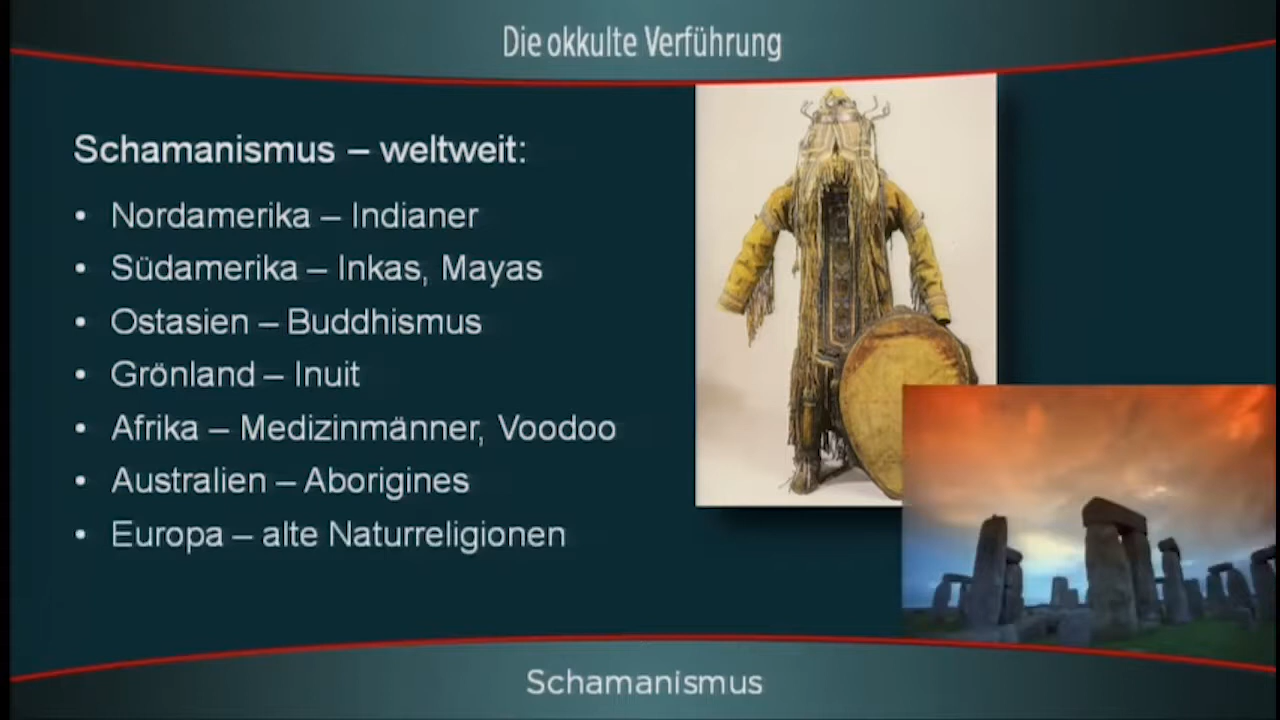 Die okkulte Verführung
Schamanismus – weltweit:
• Nordamerika – Indianer
• Südamerika – Inkas, Mayas
• Ostasien – Buddhismus
• Grönland – Inuit
• Afrika – Medizinmänner, Voodoo
• Australien – Aborigines
• Europa – alte Naturreligionen
Schamanismus